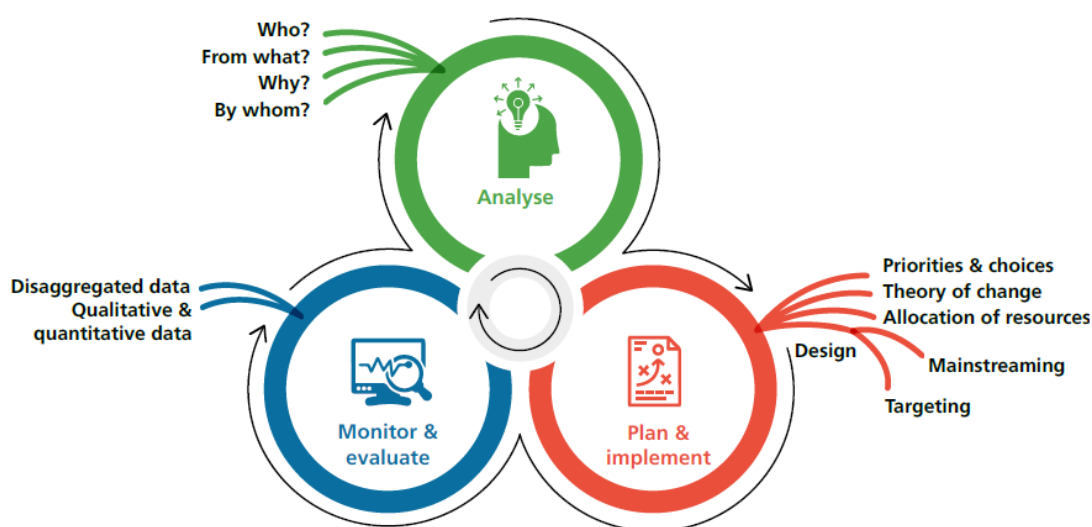 Who?
From what?
Why?
By whom?
Analyse
Disaggregated data
Qualitative &
quantitative data
Monitor &
evaluate
Priorities & choices
Theory of change
Allocation of resources
Design
Mainstreaming
Targeting
Plan &
implement